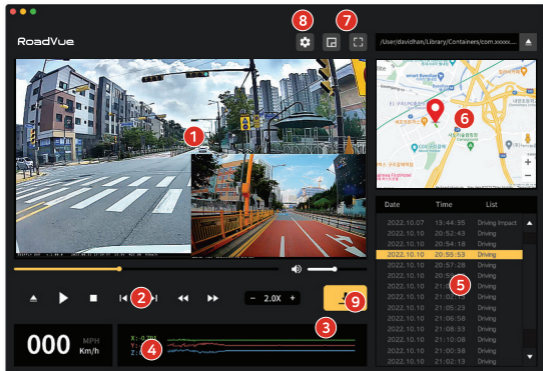 8
7
RoadVue
/User/davidhan/Library/Containers/com.xxxxx...
1
6
Date Time List
2022.10.07 19:44:35 Driving Impact
2022.10.10 20:52:43 Driving
2022.10.10 20:54:18 Driving
2022.10.10 20:55:53 Driving
2022.10.10 20:57:28 Driving
2022.10.10 Driving
2022.10.10 Driving
2022.10.10 Driving
2022.10.10 21:05:23 Driving
2022.10.10 21:06:58 Driving
2022.10.10 21:08:33 Driving
2022.10.10 21:10:08 Driving
2022.10.10 21:00:38 Driving
2022.10.10 21:02:13 Driving
5
2
- 2.0X +
9
3
000 MPH
Km/h
X:
Y:
Z:
4